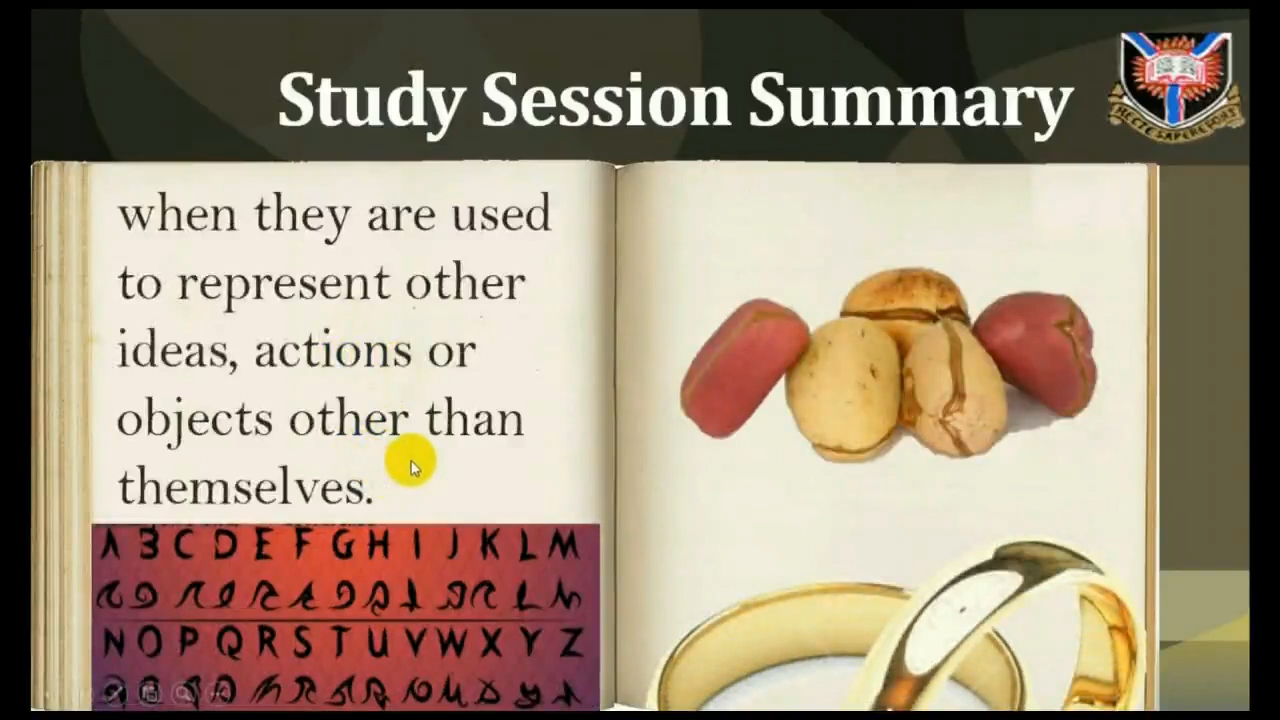 Study Session Summary
when they are used
to represent other
ideas, actions or
objects other than
themselves.
A B C D E F G H I J K L M
N O P Q R S T U V W X Y Z